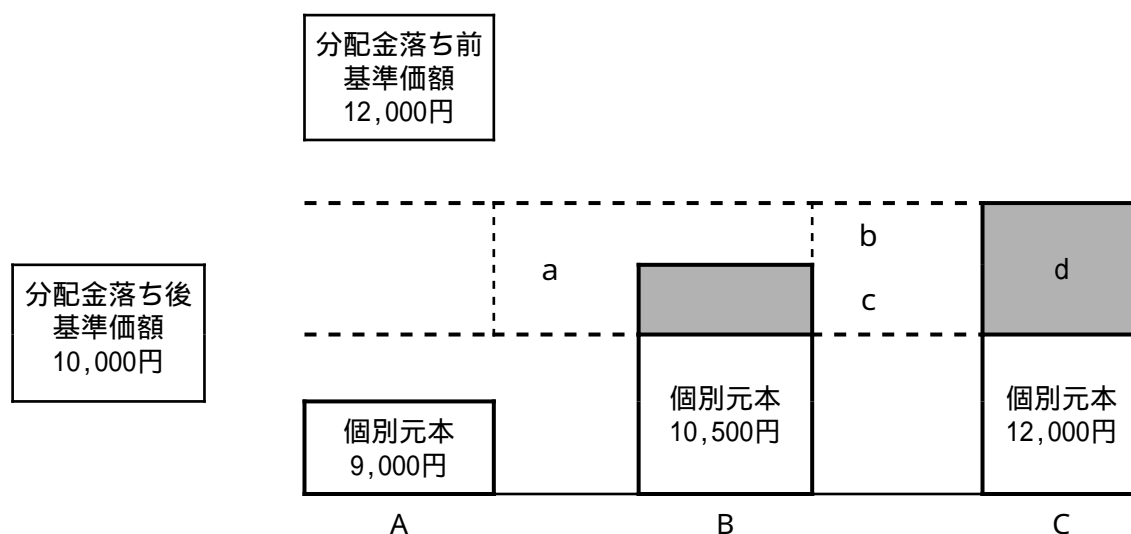 分配金落ち前
基準価額
12,000円
分配金落ち後
基準価額
10,000円
a
b
c
d
個別元本
9,000円
個別元本
10,500円
個別元本
12,000円
A
B
C